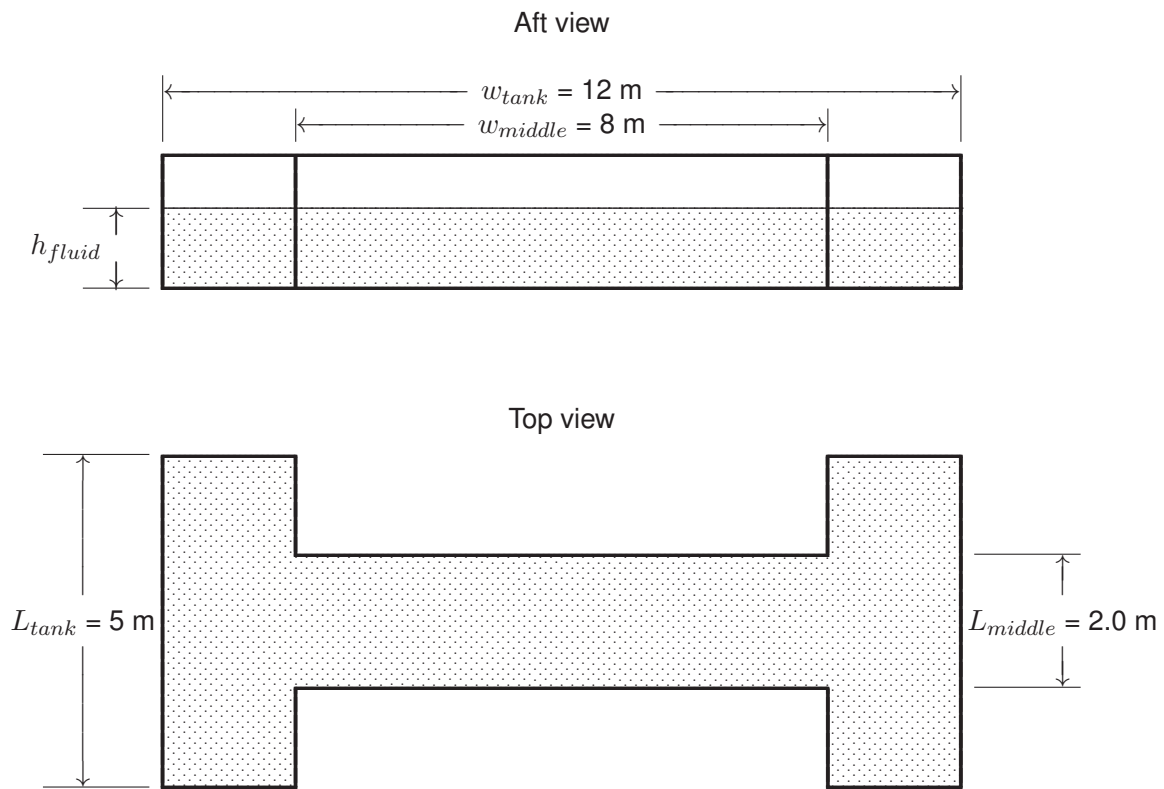 Aft view
w_tank = 12 m
w_middle = 8 m
h_fluid
Top view
L_tank = 5 m
L_middle = 2.0 m